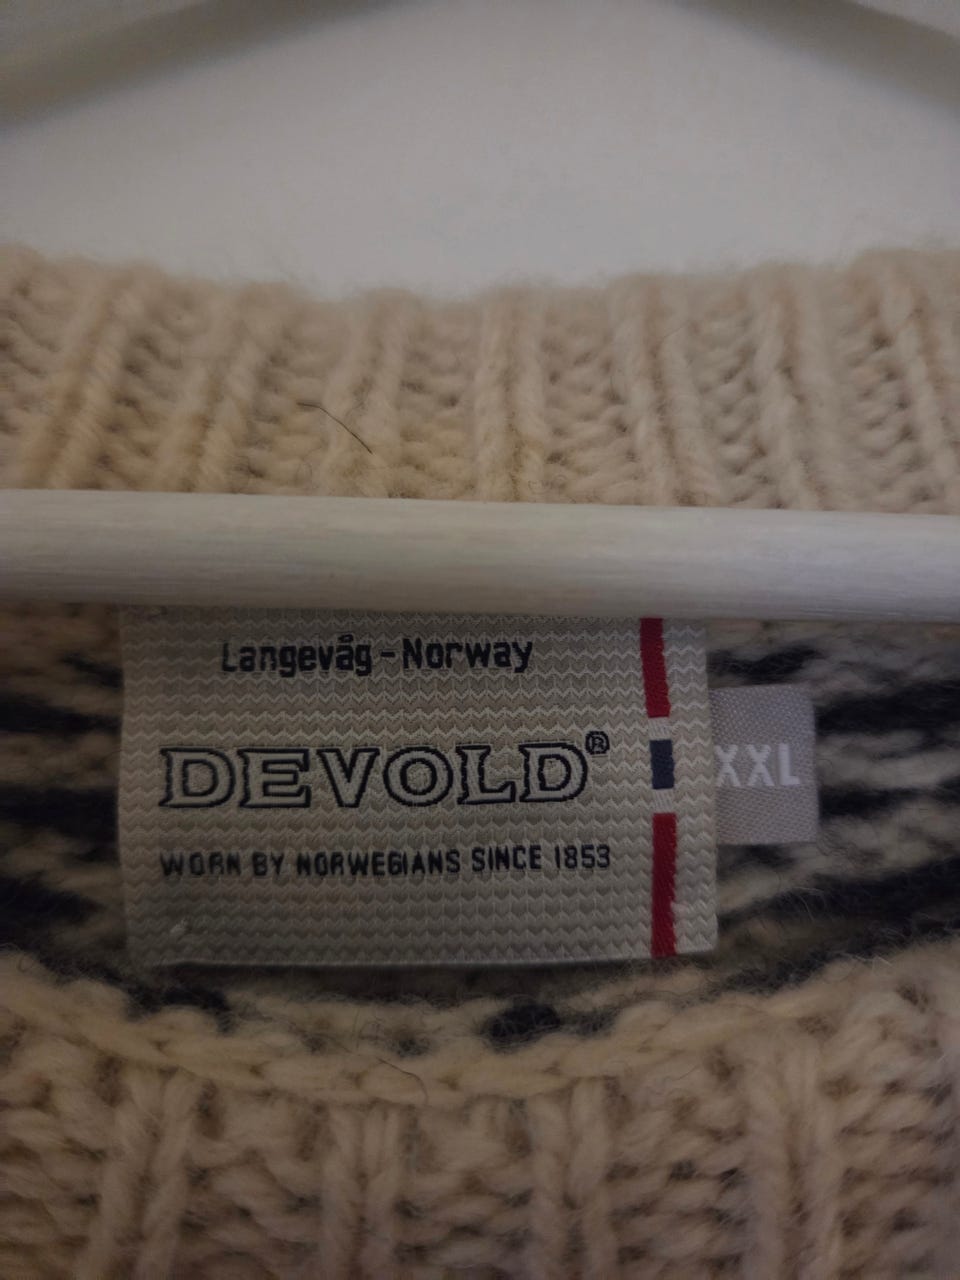 Langevåg - Norway
DEVOLD®
WORN BY NORWEGIANS SINCE 1853
XXL